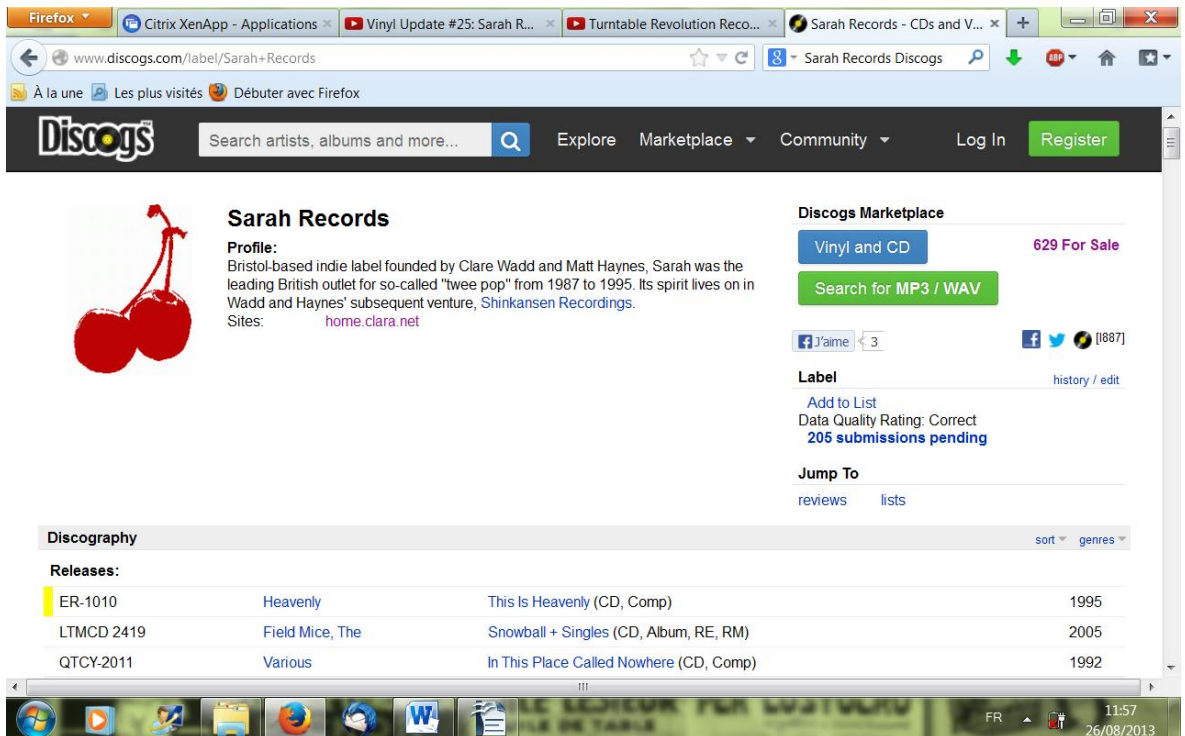 Firefox
Citrix XenApp - Applications
Vinyl Update #25: Sarah R...
Turntable Revolution Reco...
Sarah Records - CDs and V...
www.discogs.com/label/Sarah+Records
Sarah Records Discogs
ABP
À la une Les plus visités Débuter avec Firefox
Discogs Search artists, albums and more... Explore Marketplace Community Log In Register
Sarah Records
Profile:
Bristol-based indie label founded by Clare Wadd and Matt Haynes, Sarah was the
leading British outlet for so-called "twee pop" from 1987 to 1995. Its spirit lives on in
Wadd and Haynes' subsequent venture, Shinkansen Recordings.
Sites: home.clara.net
Discogs Marketplace
Vinyl and CD 629 For Sale
Search for MP3 / WAV
J'aime 3 [l887]
Label history / edit
Add to List
Data Quality Rating: Correct
205 submissions pending
Jump To
reviews lists
Discography sort genres
Releases:
ER-1010 Heavenly This Is Heavenly (CD, Comp) 1995
LTMCD 2419 Field Mice, The Snowball + Singles (CD, Album, RE, RM) 2005
QTCY-2011 Various In This Place Called Nowhere (CD, Comp) 1992
DE TABLE
FR 11:57
26/08/2013